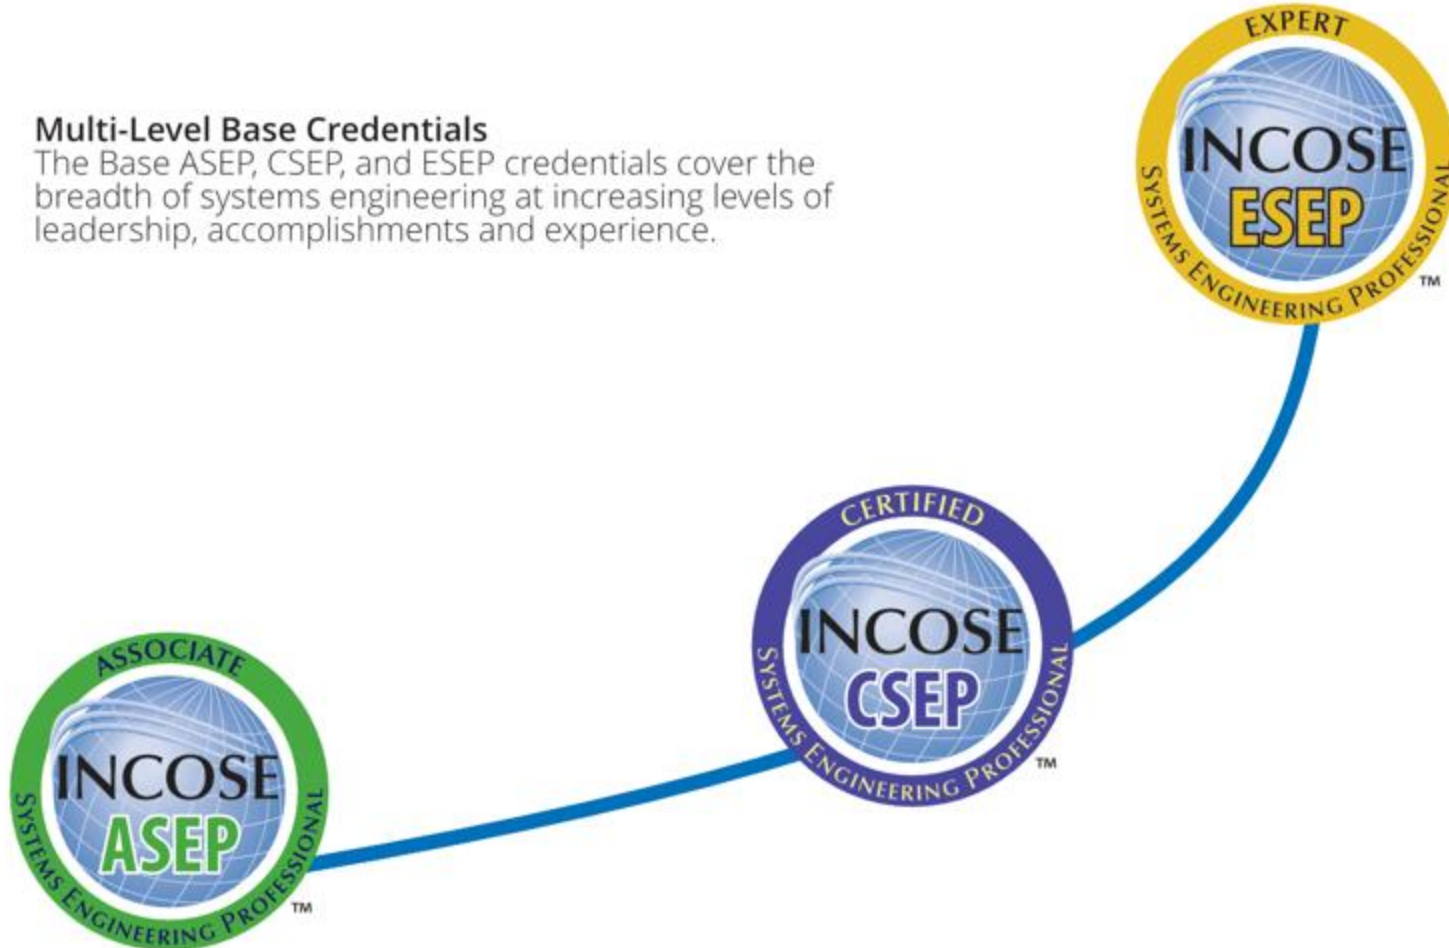 Multi-Level Base Credentials
The Base ASEP, CSEP, and ESEP credentials cover the
breadth of systems engineering at increasing levels of
leadership, accomplishments and experience.
EXPERT
INCOSE
ESEP
SYSTEMS ENGINEERING PROFESSIONAL
TM
CERTIFIED
INCOSE
CSEP
SYSTEMS ENGINEERING PROFESSIONAL
TM
ASSOCIATE
INCOSE
ASEP
SYSTEMS ENGINEERING PROFESSIONAL
TM